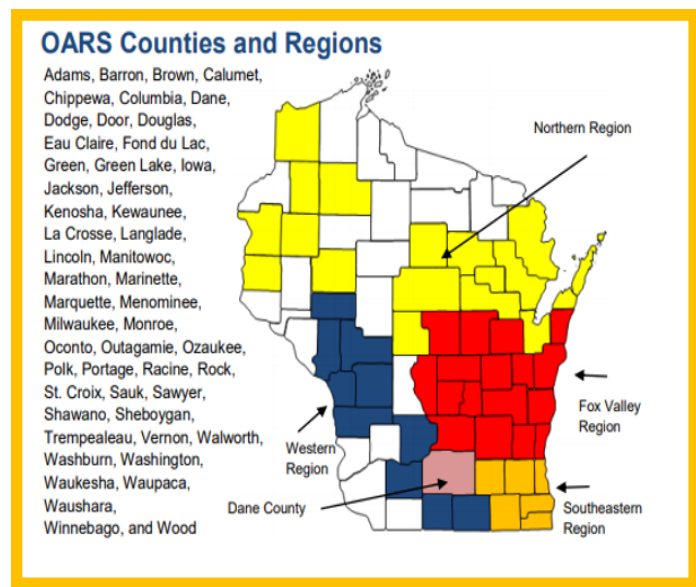 OARS Counties and Regions
Adams, Barron, Brown, Calumet,
Chippewa, Columbia, Dane,
Dodge, Door, Douglas,
Eau Claire, Fond du Lac,
Green, Green Lake, Iowa,
Jackson, Jefferson,
Kenosha, Kewaunee,
La Crosse, Langlade,
Lincoln, Manitowoc,
Marathon, Marinette,
Marquette, Menominee,
Milwaukee, Monroe,
Oconto, Outagamie, Ozaukee,
Polk, Portage, Racine, Rock,
St. Croix, Sauk, Sawyer,
Shawano, Sheboygan,
Trempealeau, Vernon, Walworth,
Washburn, Washington,
Waukesha, Waupaca,
Waushara,
Winnebago, and Wood
Northern Region
Fox Valley
Region
Western
Region
Dane County
Southeastern
Region